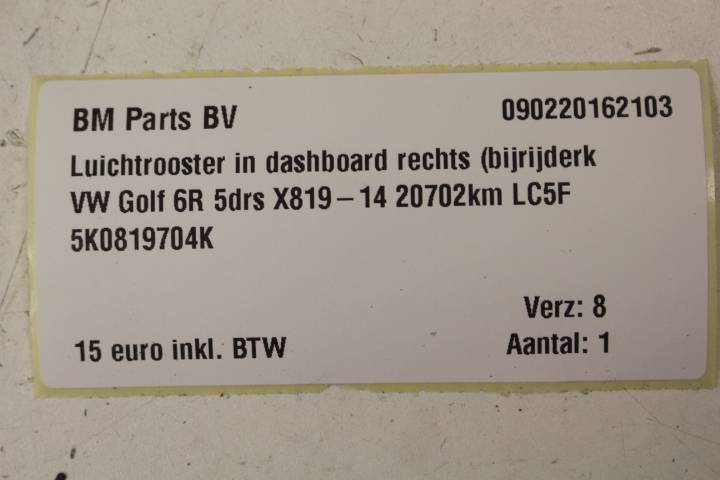 BM Parts BV 090220162103
Luichtrooster in dashboard rechts (bijrijderk
VW Golf 6R 5drs X819-14 20702km LC5F
5K0819704K
Verz: 8
15 euro inkl. BTW Aantal: 1